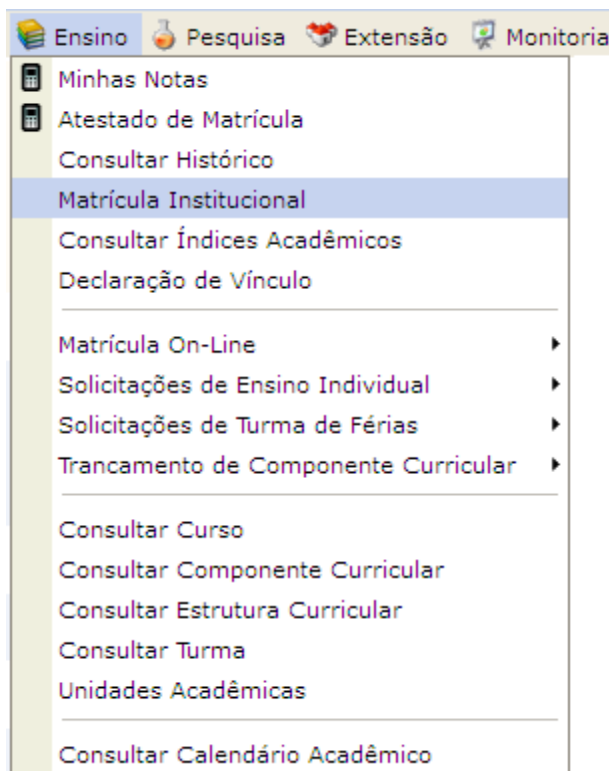 Ensino Pesquisa Extensão Monitoria
Minhas Notas
Atestado de Matrícula
Consultar Histórico
Matrícula Institucional
Consultar Índices Acadêmicos
Declaração de Vínculo
Matrícula On-Line
Solicitações de Ensino Individual
Solicitações de Turma de Férias
Trancamento de Componente Curricular
Consultar Curso
Consultar Componente Curricular
Consultar Estrutura Curricular
Consultar Turma
Unidades Acadêmicas
Consultar Calendário Acadêmico